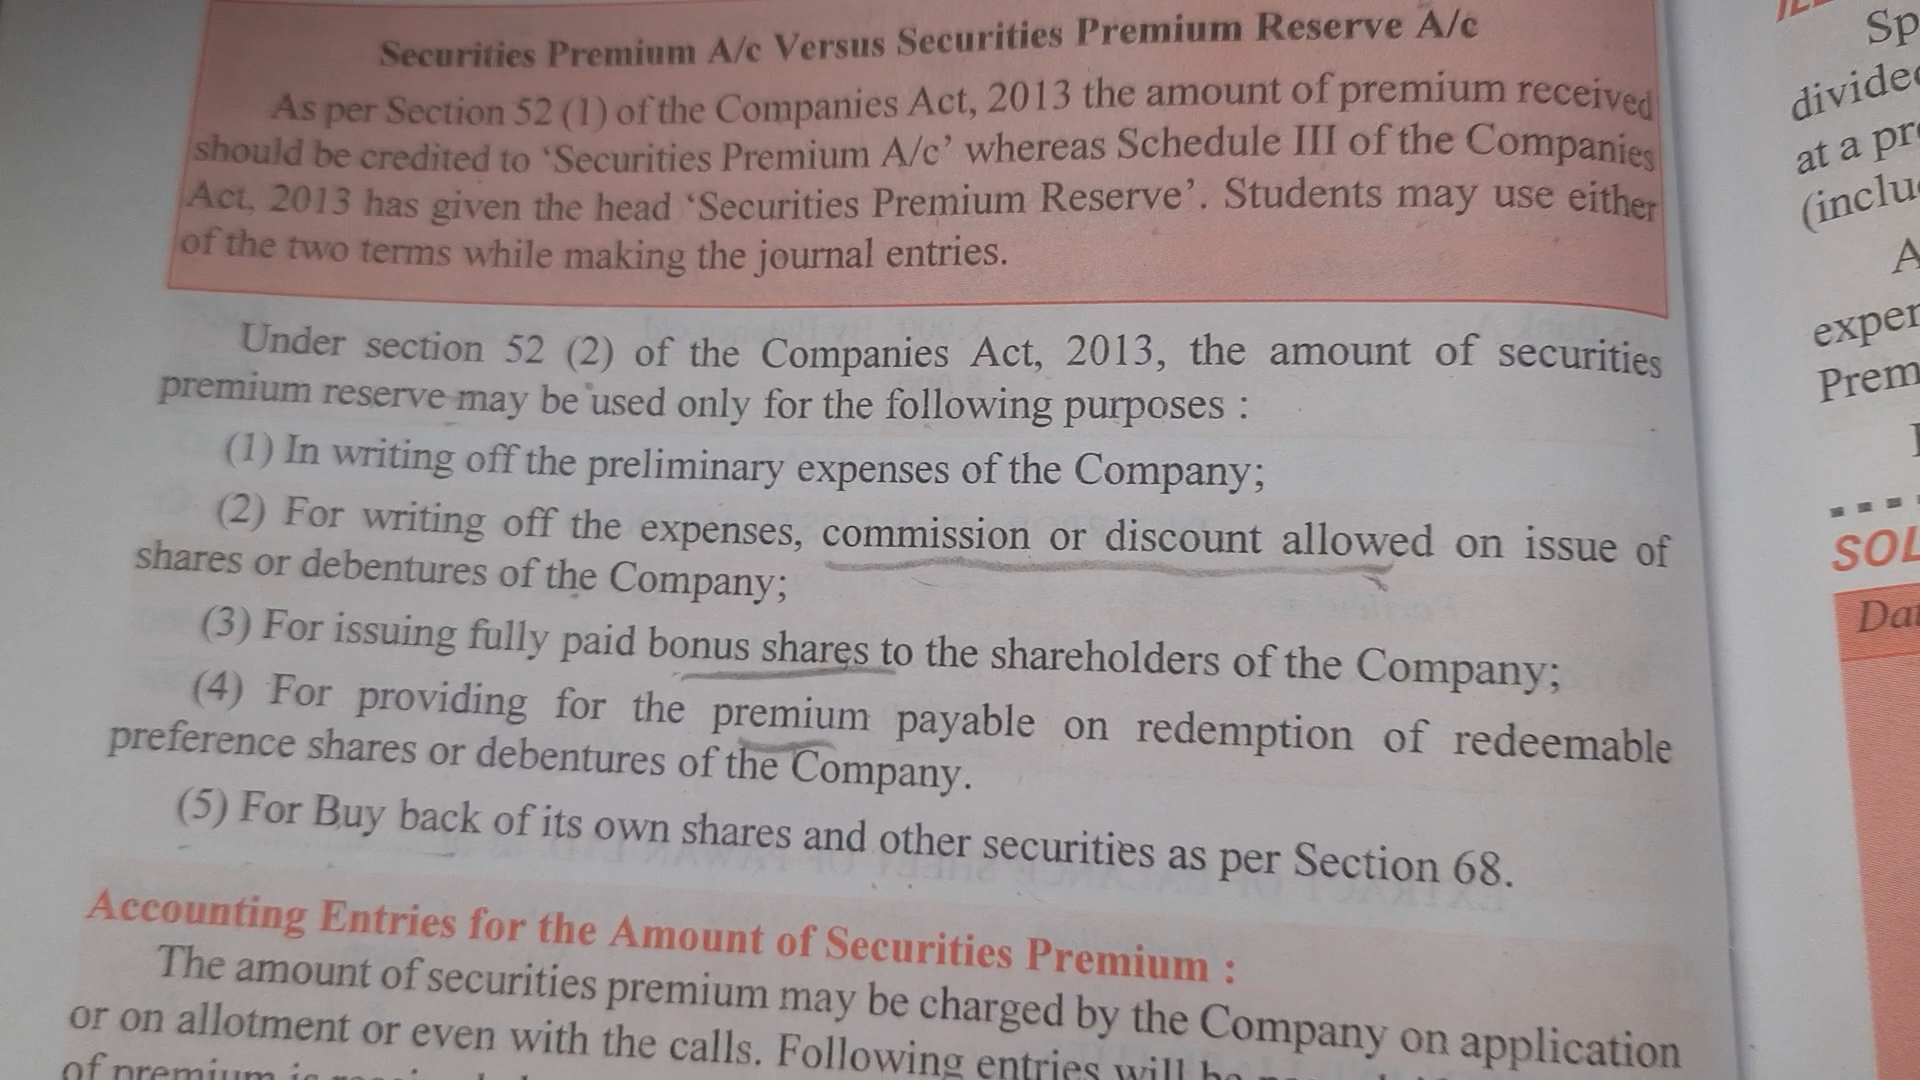 Securities Premium A/c Versus Securities Premium Reserve A/c
As per Section 52 (1) of the Companies Act, 2013 the amount of premium received
should be credited to ‘Securities Premium A/c’ whereas Schedule III of the Companies
Act, 2013 has given the head ‘Securities Premium Reserve’. Students may use either
of the two terms while making the journal entries.
Under section 52 (2) of the Companies Act, 2013, the amount of securities
premium reserve may be used only for the following purposes :
(1) In writing off the preliminary expenses of the Company;
(2) For writing off the expenses, commission or discount allowed on issue of
shares or debentures of the Company;
(3) For issuing fully paid bonus shares to the shareholders of the Company;
(4) For providing for the premium payable on redemption of redeemable
preference shares or debentures of the Company.
(5) For Buy back of its own shares and other securities as per Section 68.
Accounting Entries for the Amount of Securities Premium :
The amount of securities premium may be charged by the Company on application
or on allotment or even with the calls. Following entries will be
of premium is
Sp
divided
at a pr
(inclu
A
exper
Prem
SOL
Dat